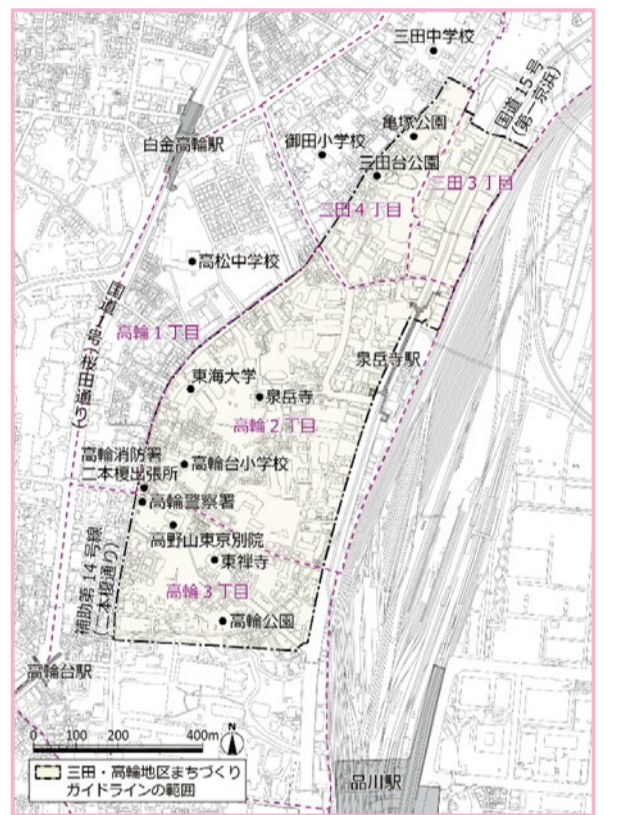 三田中学校
国道15号
(第一京浜)
亀塚公園
御田小学校
白金高輪駅
三田台公園
三田3丁目
三田4丁目
高松中学校
国道1号
(桜田通り)
高輪1丁目
泉岳寺駅
東海大学
泉岳寺
高輪2丁目
高輪消防署
二本榎出張所
高輪台小学校
高輪警察署
高野山東京別院
補助第14号線
(二本榎通り)
東禅寺
高輪3丁目
高輪公園
高輪台駅
0 100 200 400m
N
三田・高輪地区まちづくり
ガイドラインの範囲
品川駅